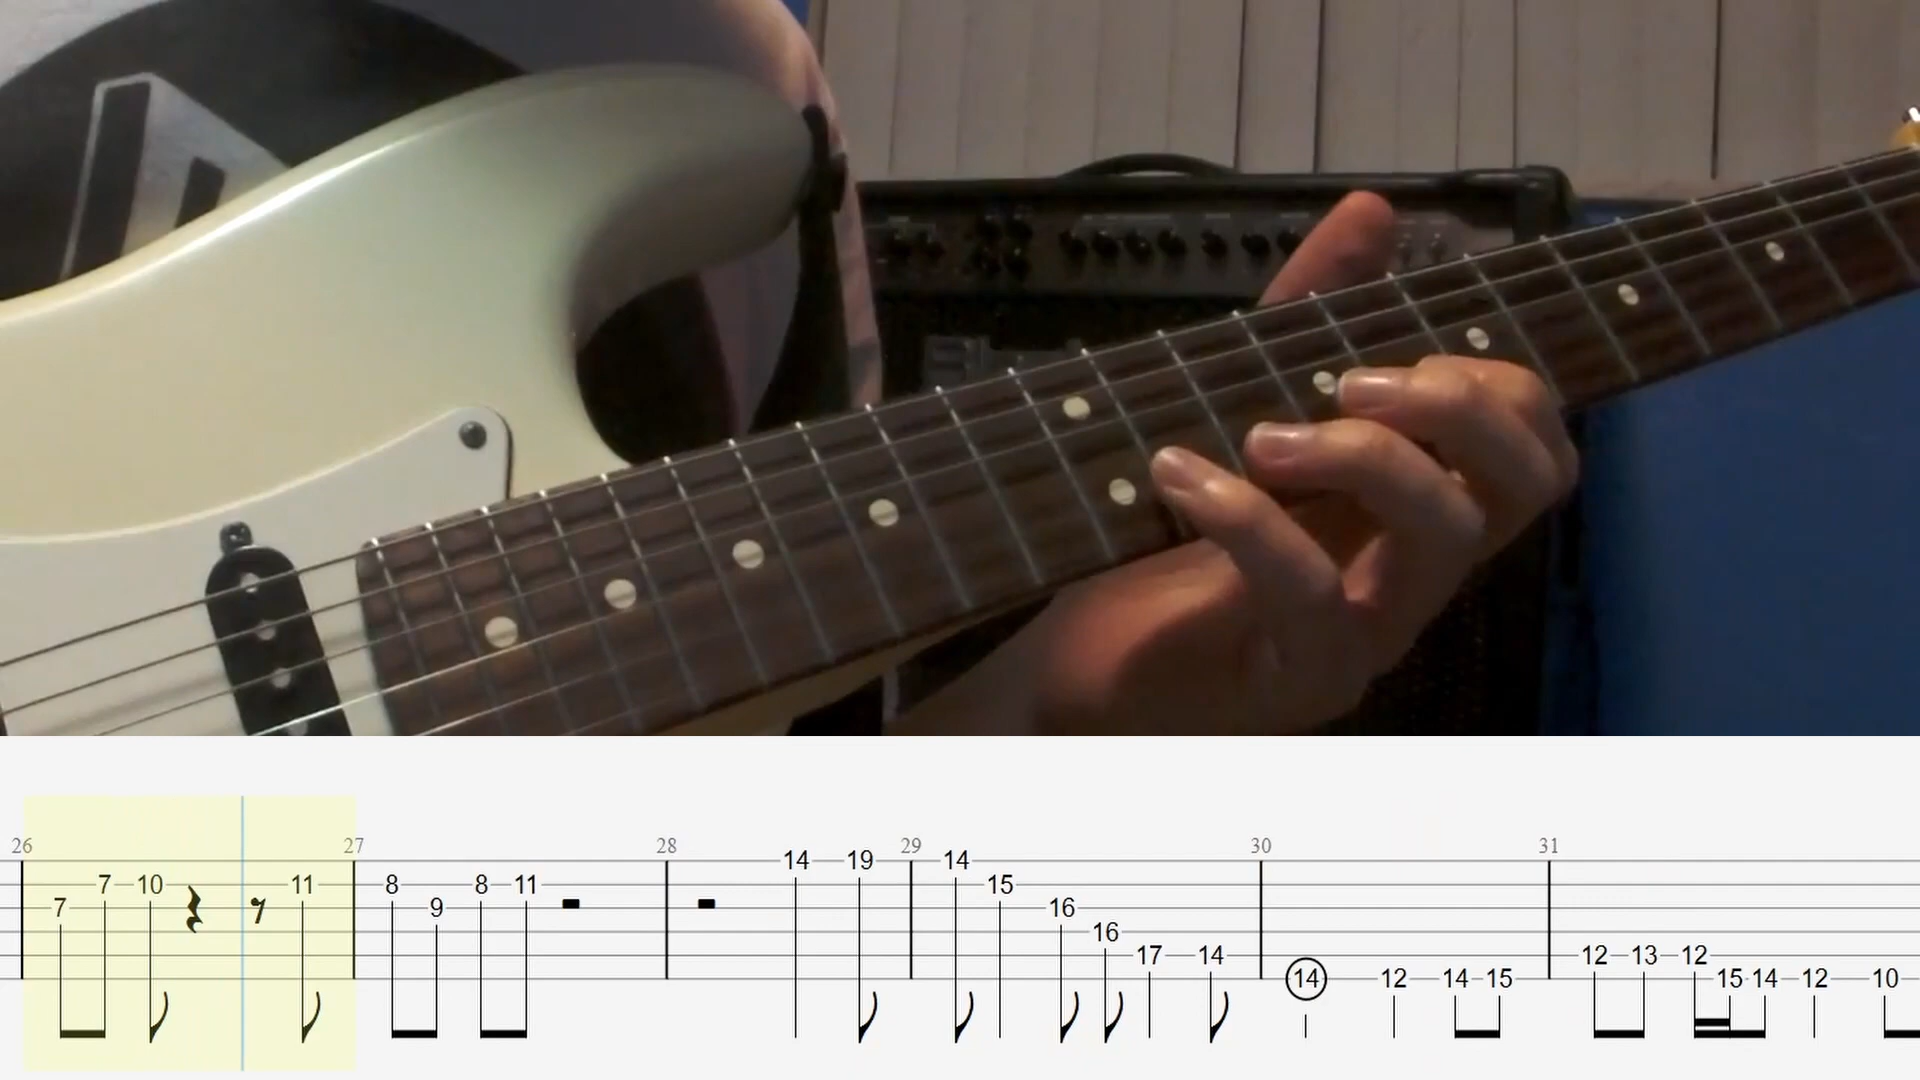 26 27 28 29 30 31
14 19 14
7 10 11 8 8 11 15
7 9 16
16
17 14 12 13 12
14 12 14 15 15 14 12 10